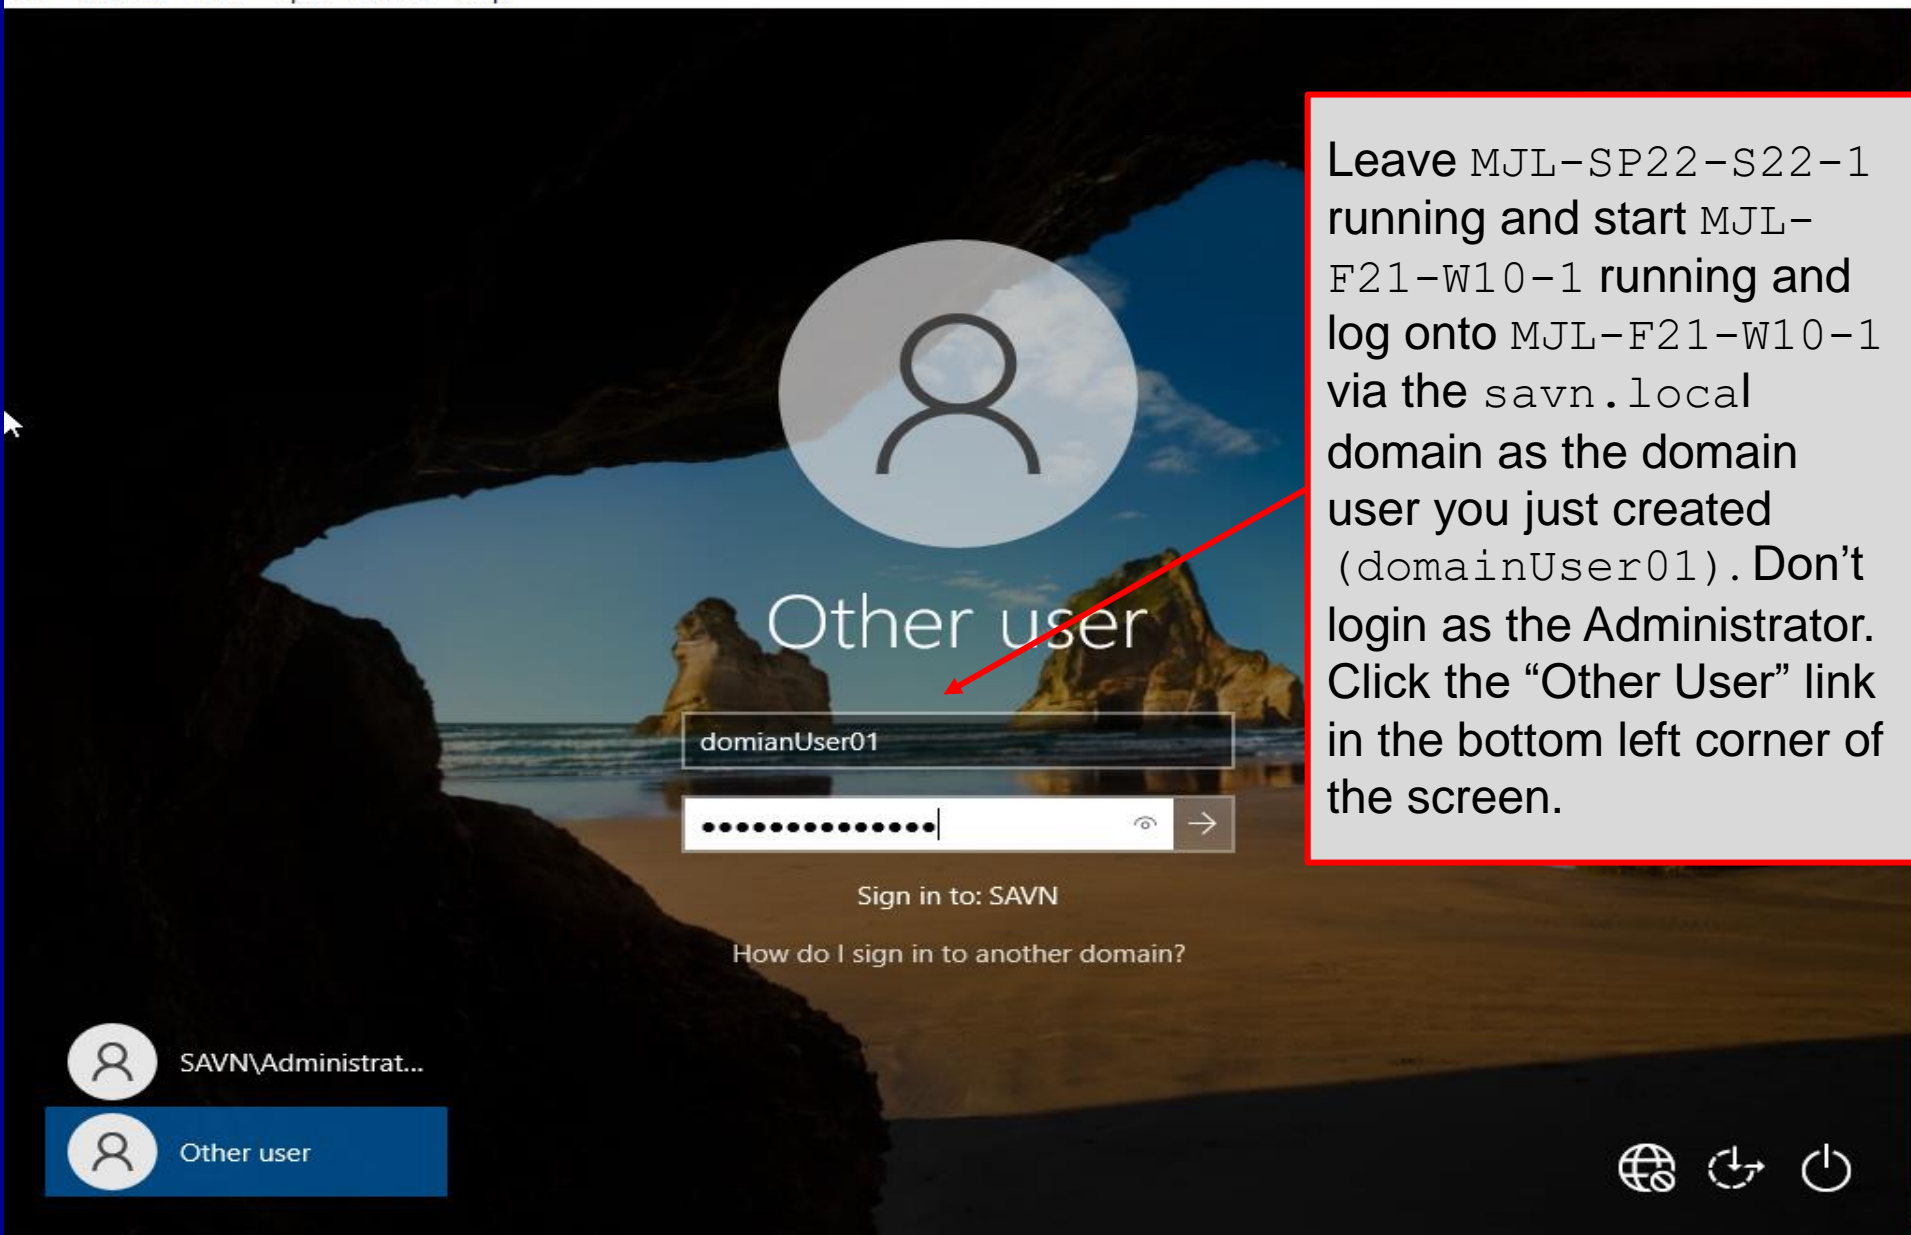 Leave MJL-SP22-S22-1
running and start MJL-
F21-W10-1 running and
log onto MJL-F21-W10-1
via the savn.local
domain as the domain
user you just created
(domainUser01). Don’t
login as the Administrator.
Click the “Other User” link
in the bottom left corner of
the screen.
Other user
domianUser01
Sign in to: SAVN
How do I sign in to another domain?
SAVN\Administrat...
Other user